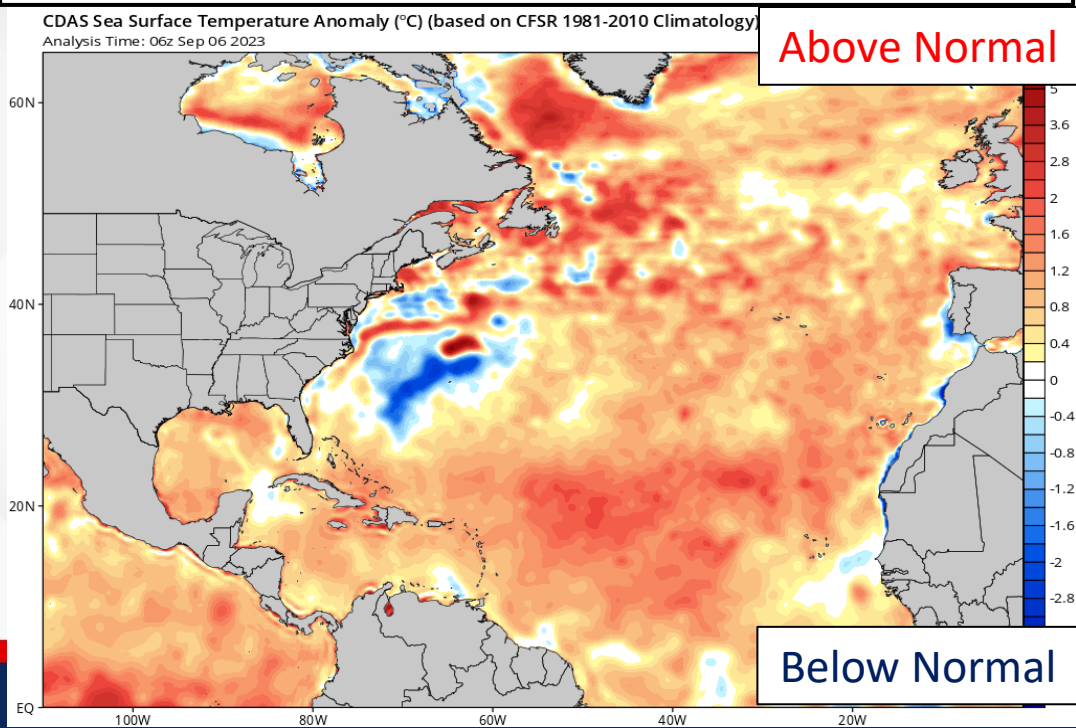 CDAS Sea Surface Temperature Anomaly (°C) (based on CFSR 1981-2010 Climatology)
Analysis Time: 06z Sep 06 2023
Above Normal
60N
40N
20N
EQ
5
3.6
2.8
2
1.6
1.2
0.8
0.4
0
-0.4
-0.8
-1.2
-1.6
-2
-2.8
Below Normal
100W
80W
60W
40W
20W